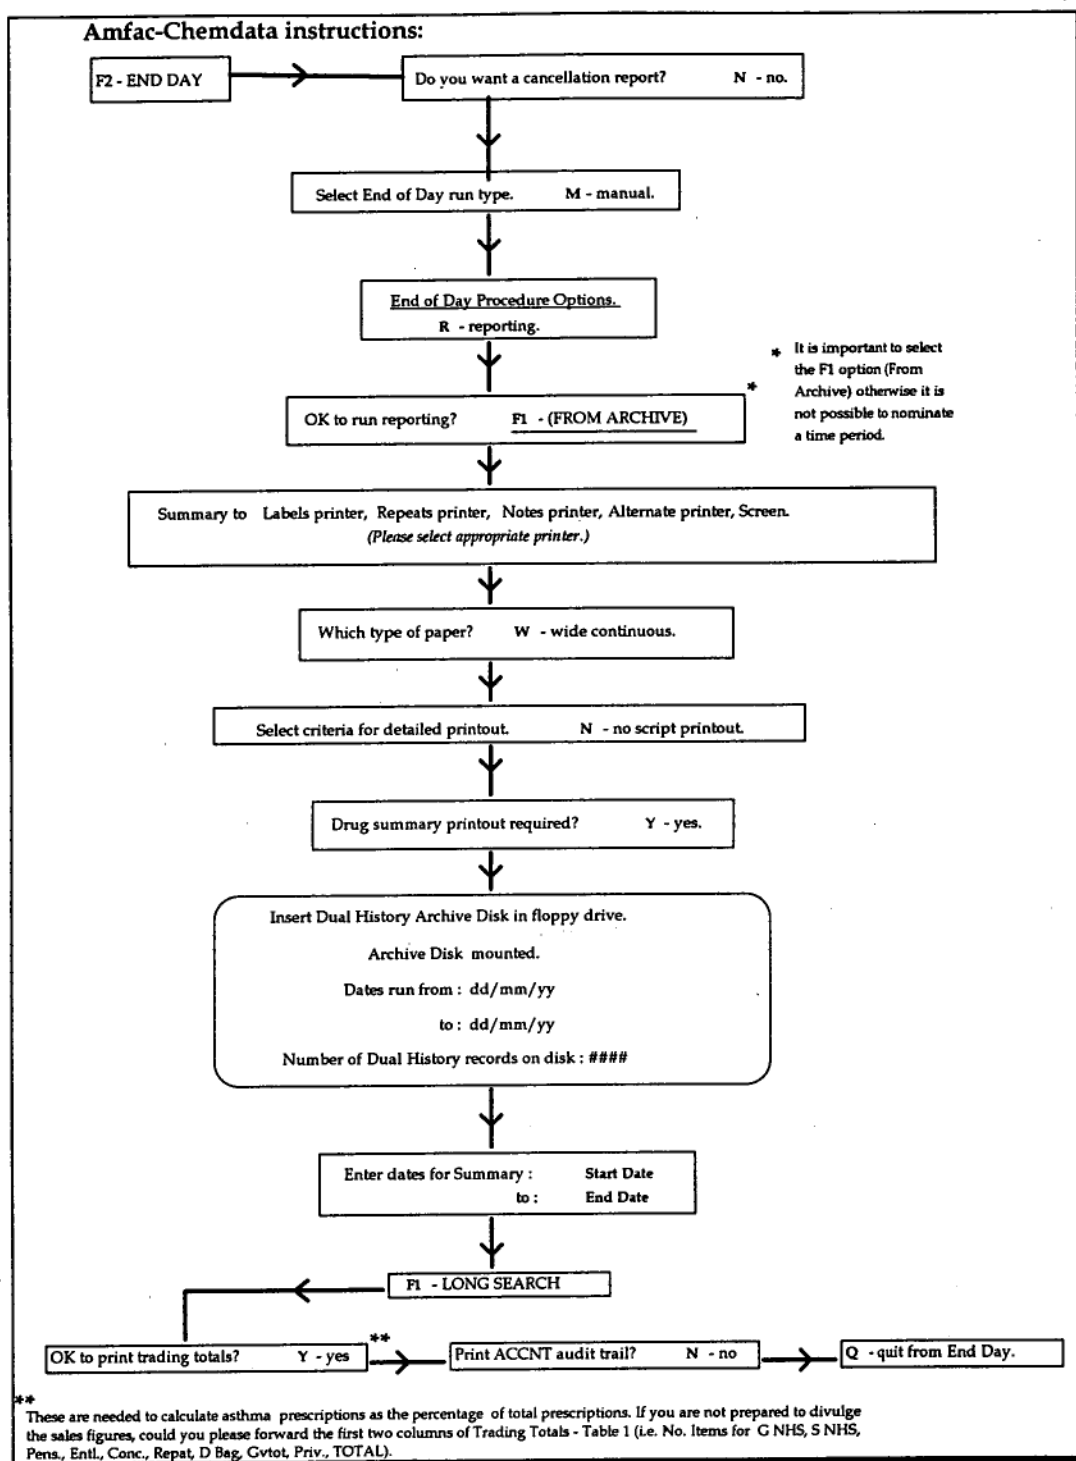 Amfac-Chemdata instructions:
F2 - END DAY
Do you want a cancellation report? N - no.
Select End of Day run type. M - manual.
End of Day Procedure Options.
R - reporting.
* It is important to select
the F1 option (From
Archive) otherwise it is
not possible to nominate
a time period.
OK to run reporting? F1 - (FROM ARCHIVE) *
Summary to Labels printer, Repeats printer, Notes printer, Alternate printer, Screen.
(Please select appropriate printer.)
Which type of paper? W - wide continuous.
Select criteria for detailed printout. N - no script printout.
Drug summary printout required? Y - yes.
Insert Dual History Archive Disk in floppy drive.
Archive Disk mounted.
Dates run from : dd/mm/yy
to : dd/mm/yy
Number of Dual History records on disk : ####
Enter dates for Summary : Start Date
to : End Date
F1 - LONG SEARCH
OK to print trading totals? Y - yes **
Print ACCNT audit trail? N - no
Q - quit from End Day.
**
These are needed to calculate asthma prescriptions as the percentage of total prescriptions. If you are not prepared to divulge
the sales figures, could you please forward the first two columns of Trading Totals - Table 1 (i.e. No. Items for G NHS, S NHS,
Pens., Entl., Conc., Repat, D Bag, Gvtot, Priv., TOTAL).